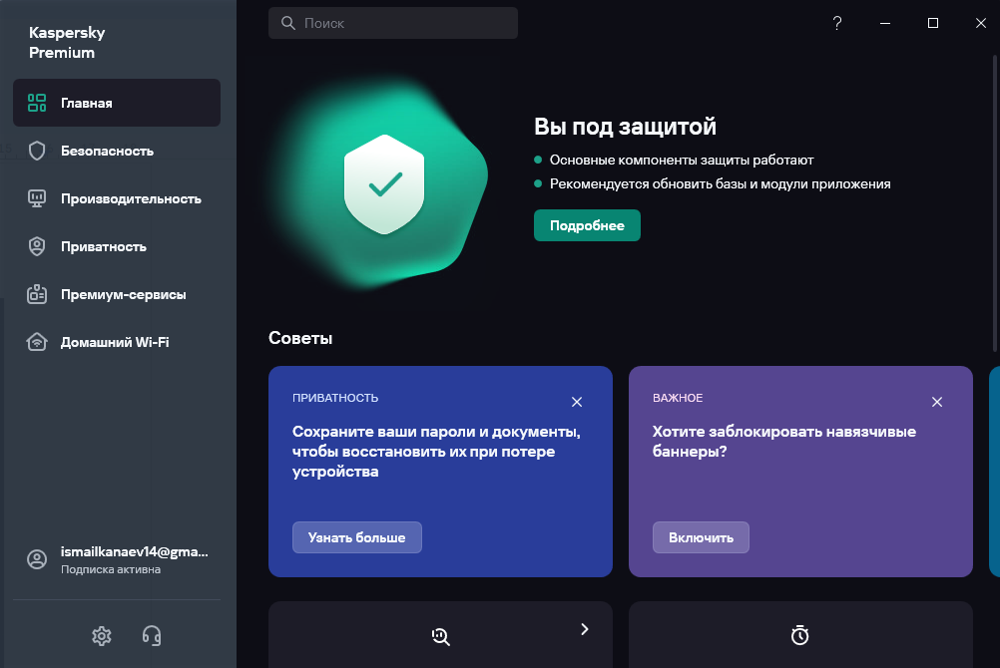 Kaspersky
Premium
Поиск
?
Главная
Безопасность
Производительность
Приватность
Премиум-сервисы
Домашний Wi-Fi
Вы под защитой
Основные компоненты защиты работают
Рекомендуется обновить базы и модули приложения
Подробнее
Советы
ПРИВАТНОСТЬ
Сохраните ваши пароли и документы,
чтобы восстановить их при потере
устройства
Узнать больше
ВАЖНОЕ
Хотите заблокировать навязчивые
баннеры?
Включить
ismailkanaev14@gma...
Подписка активна